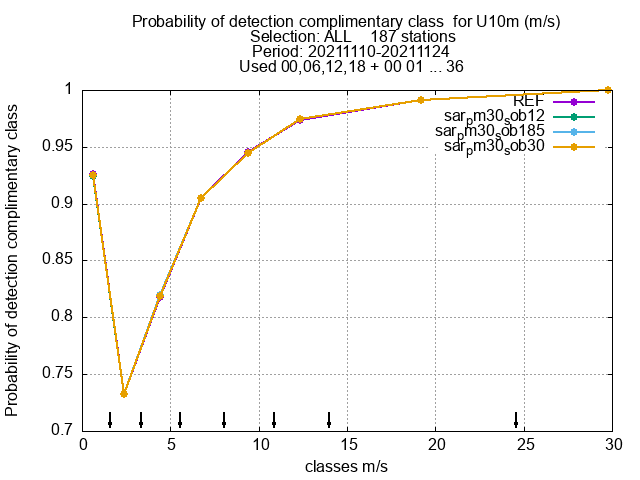 Probability of detection complimentary class  for U10m (m/s)
Selection: ALL    187 stations
Period: 20211110-20211124
Used 00,06,12,18 + 00 01 ... 36
REF
sarpm30sob12
sarpm30sob185
sarpm30sob30
Probability of detection complimentary class
1
0.95
0.9
0.85
0.8
0.75
0.7
0 5 10 15 20 25 30
classes m/s